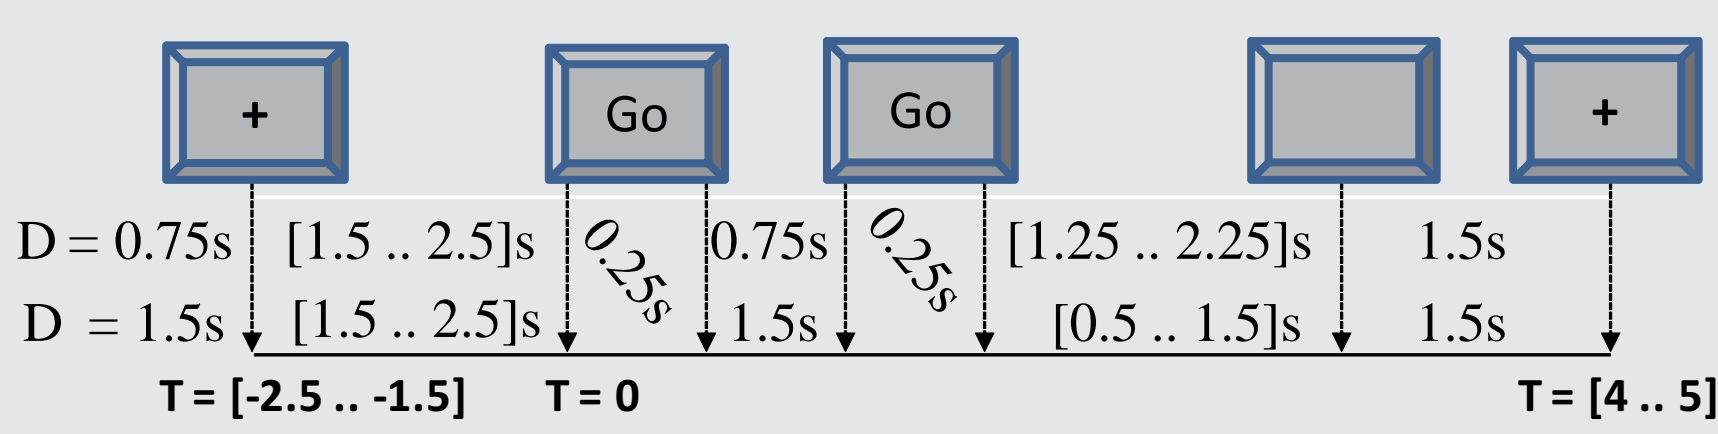 + Go Go +
D = 0.75s [1.5 .. 2.5]s 0.25s 0.75s 0.25s [1.25 .. 2.25]s 1.5s
D = 1.5s [1.5 .. 2.5]s 1.5s [0.5 .. 1.5]s 1.5s
T = [-2.5 .. -1.5] T = 0 T = [4 .. 5]